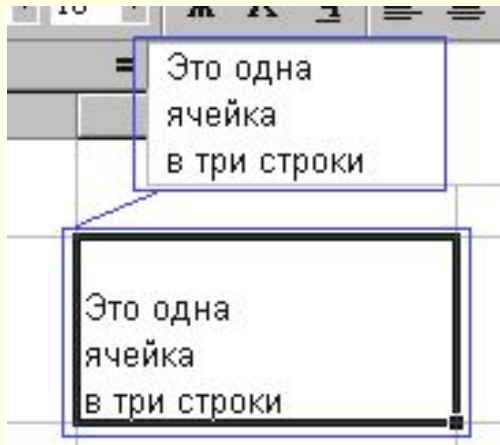 Ж К Ч
=
Это одна
ячейка
в три строки
Это одна
ячейка
в три строки